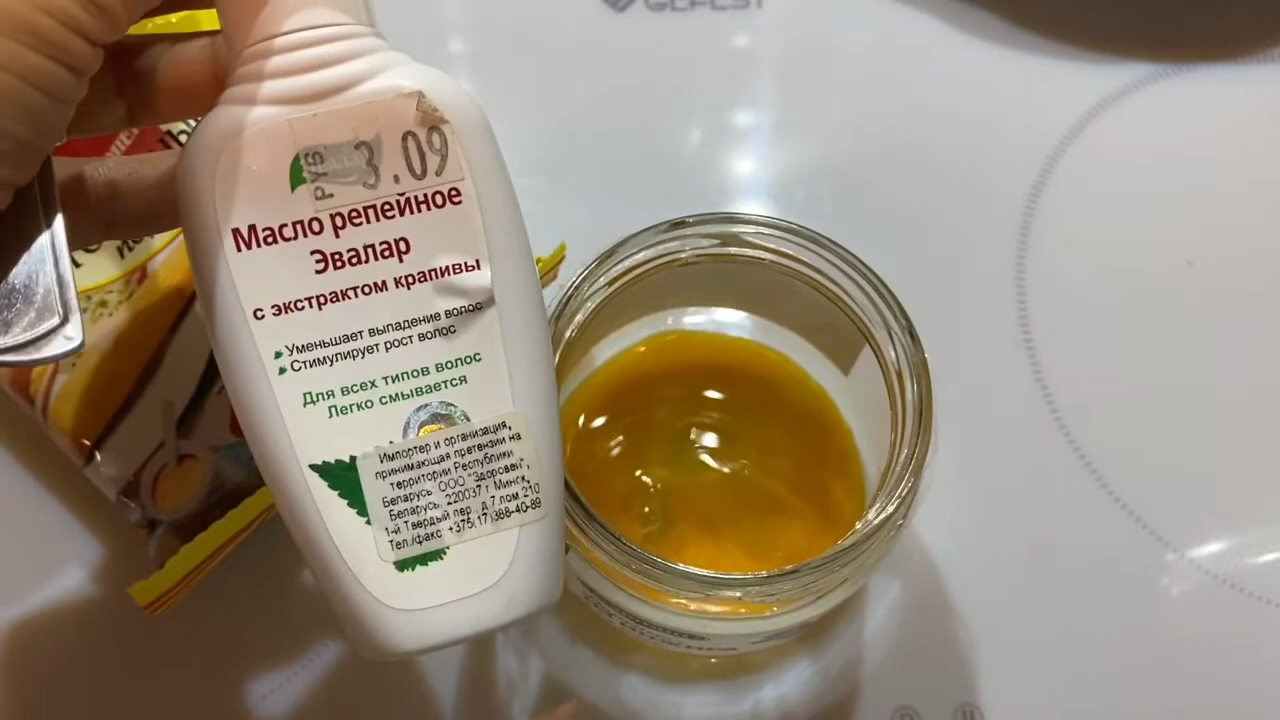 GEFEST
РУБ 3.09
Масло репейное
Эвалар
с экстрактом крапивы
Уменьшает выпадение волос
Стимулирует рост волос
Для всех типов волос
Легко смывается
Импортер и организация,
принимающая претензии на
территории Республики
Беларусь: ООО "Здоровей",
Беларусь, 220037 г. Минск,
1-й Твердый пер., д.7,пом.210
Тел./факс: +375(17)388-40-89